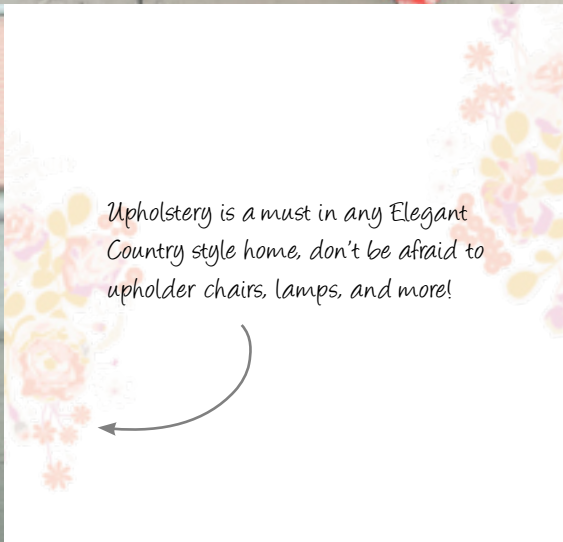 Upholstery is a must in any Elegant
Country style home, don't be afraid to
upholder chairs, lamps, and more!